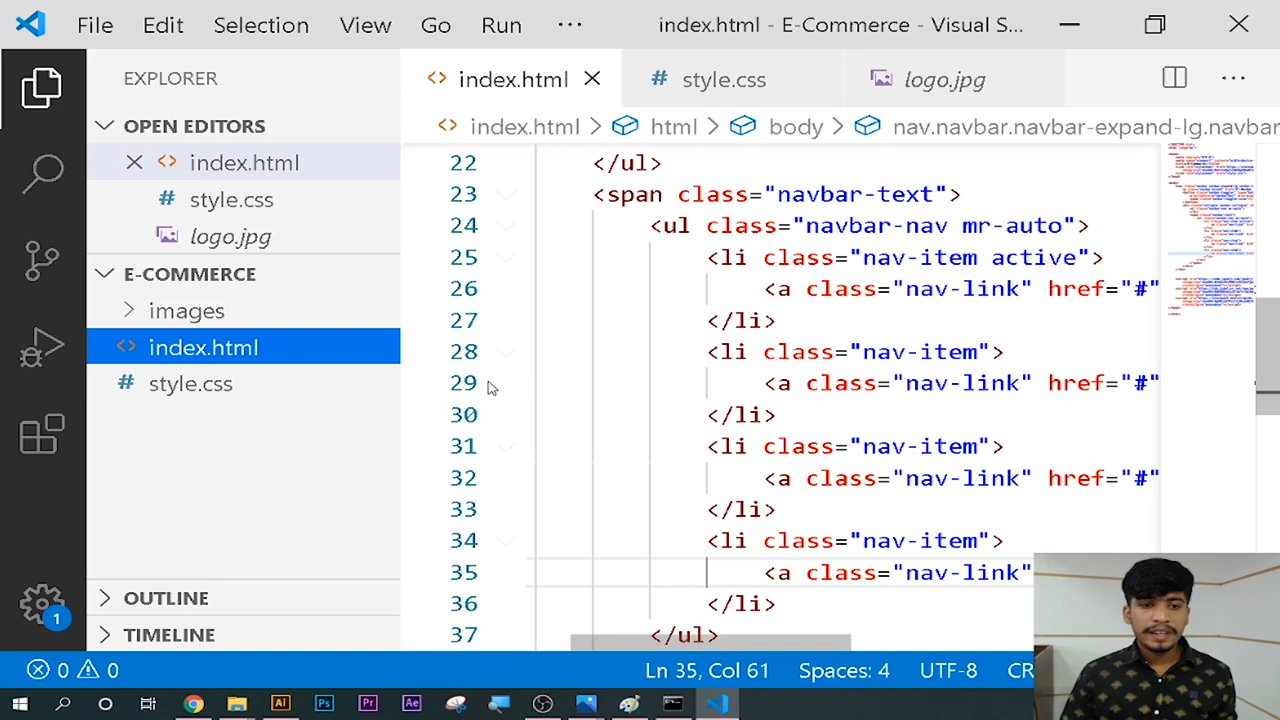 File Edit Selection View Go Run ··· index.html - E-Commerce - Visual S...
EXPLORER
index.html
style.css
logo.jpg
OPEN EDITORS
index.html
style.css
logo.jpg
E-COMMERCE
images
index.html
style.css
OUTLINE
TIMELINE
index.html > html > body > nav.navbar.navbar-expand-lg.navbar
22 </ul>
23 <span class="navbar-text">
24 <ul class="navbar-nav mr-auto">
25 <li class="nav-item active">
26 <a class="nav-link" href="#"
27 </li>
28 <li class="nav-item">
29 <a class="nav-link" href="#"
30 </li>
31 <li class="nav-item">
32 <a class="nav-link" href="#"
33 </li>
34 <li class="nav-item">
35 <a class="nav-link"
36 </li>
37 </ul>
1
0 0 Ln 35, Col 61 Spaces: 4 UTF-8 CR
Ai Ps Pr Ae